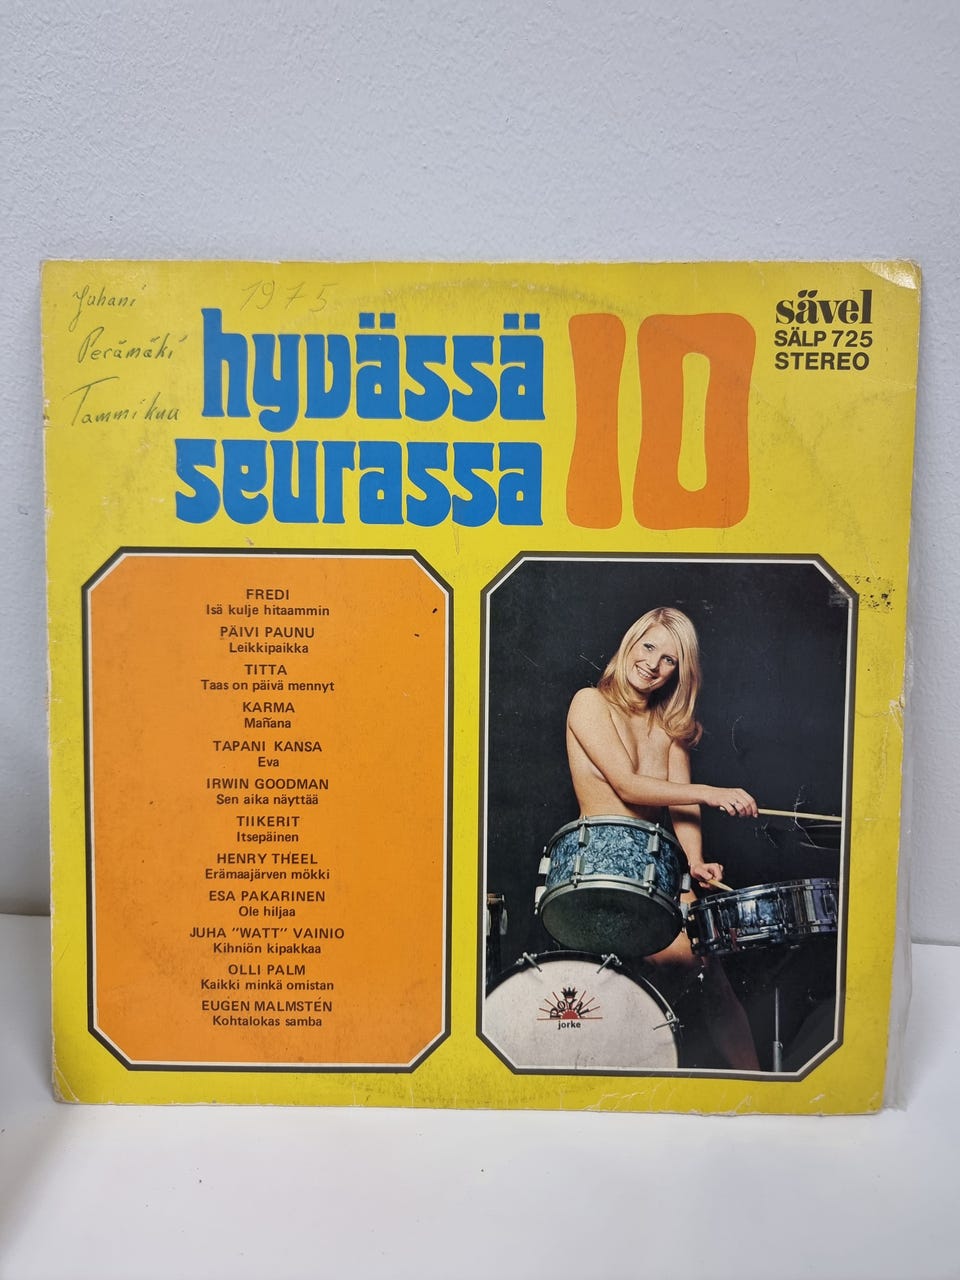 Juhani
1975
Perämäki
Tammikuu
hyvässä
seurassa
10
sävel
SÄLP 725
STEREO
FREDI
Isä kulje hitaammin
PÄIVI PAUNU
Leikkipaikka
TITTA
Taas on päivä mennyt
KARMA
Mañana
TAPANI KANSA
Eva
IRWIN GOODMAN
Sen aika näyttää
TIIKERIT
Itsepäinen
HENRY THEEL
Erämaajärven mökki
ESA PAKARINEN
Ole hiljaa
JUHA "WATT" VAINIO
Kihniön kipakkaa
OLLI PALM
Kaikki minkä omistan
EUGEN MALMSTÉN
Kohtalokas samba
ROYAL
jorke